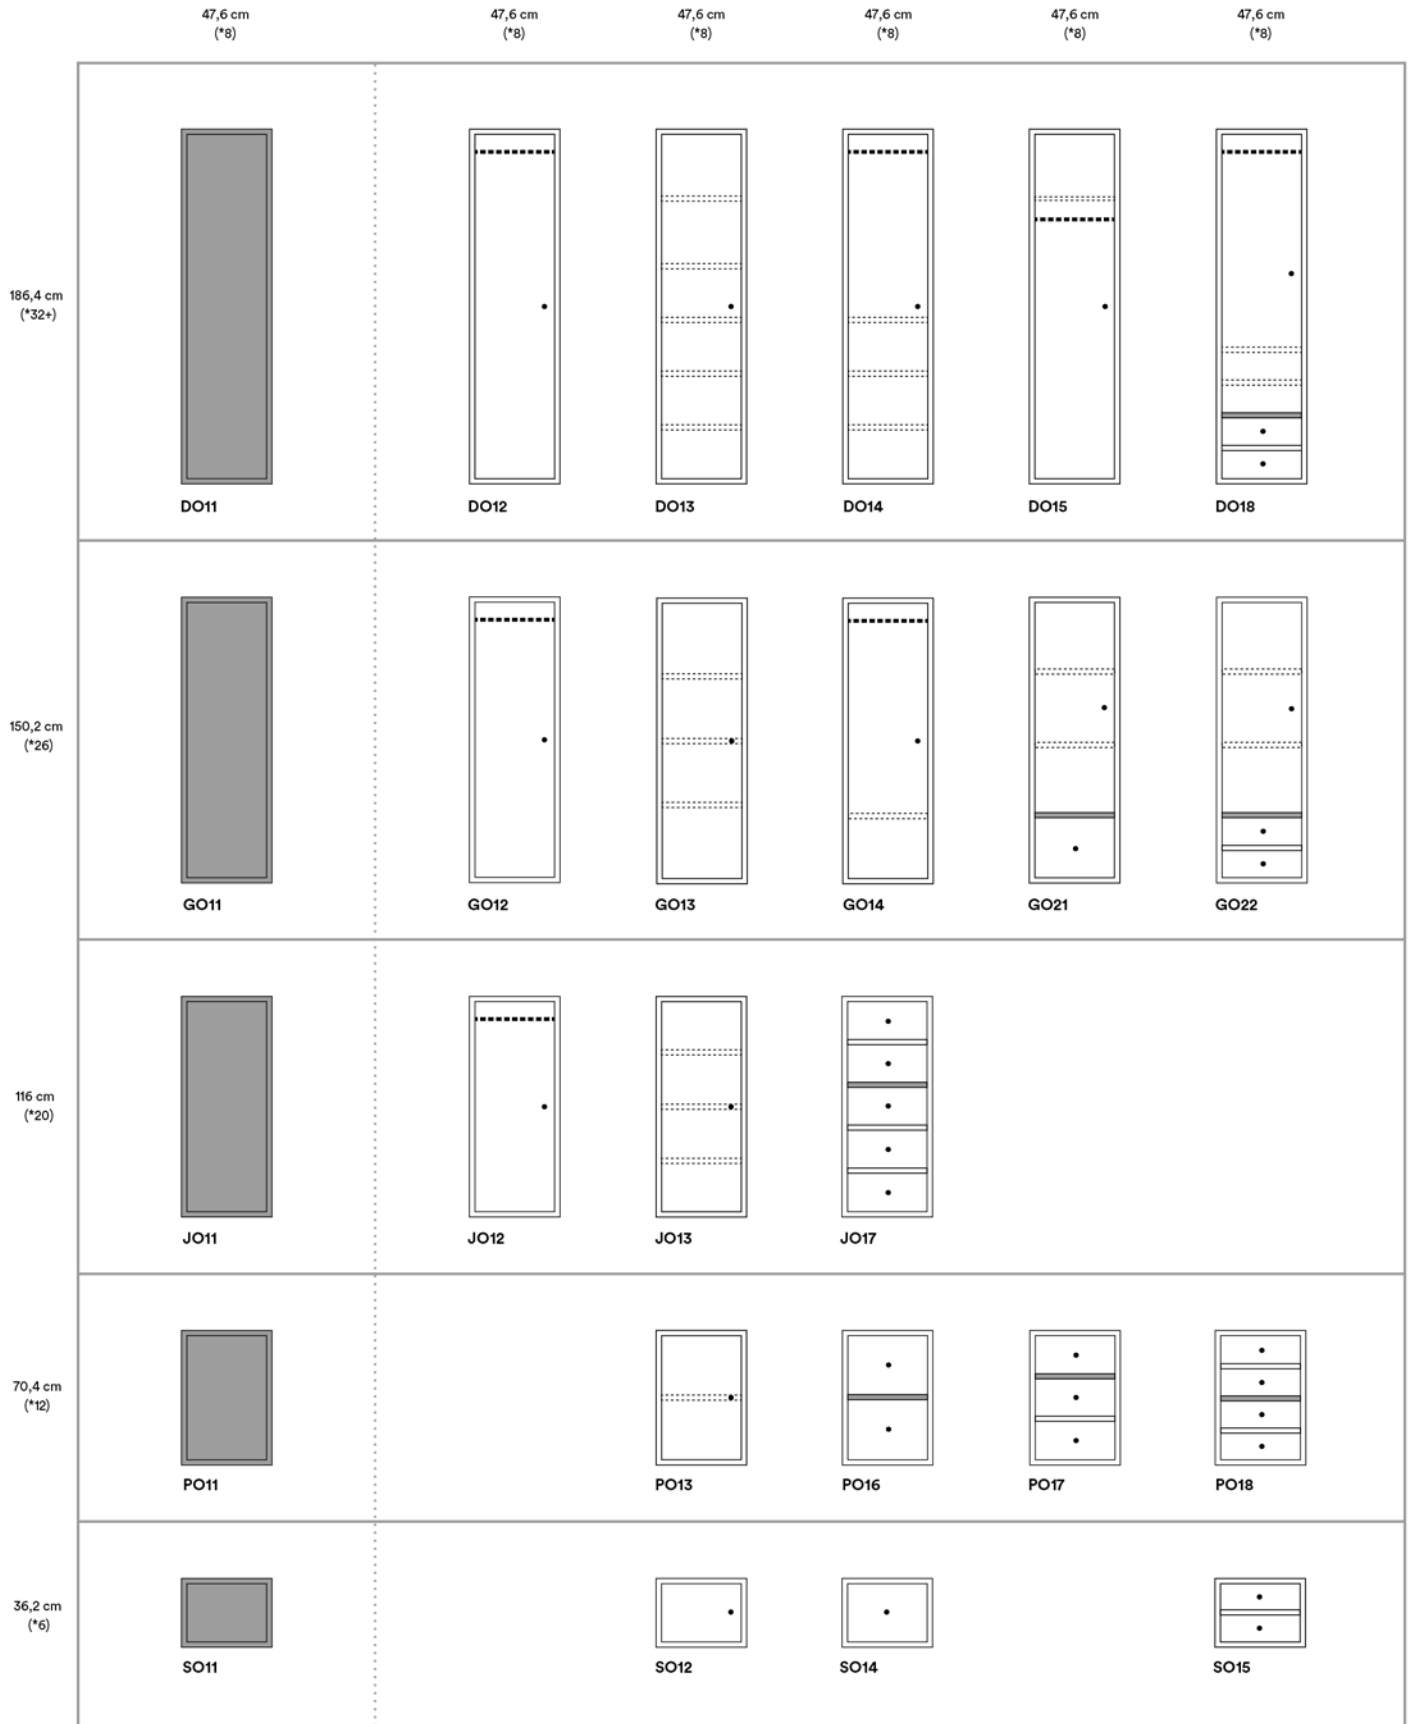 47,6 cm
(*8)
47,6 cm
(*8)
47,6 cm
(*8)
47,6 cm
(*8)
47,6 cm
(*8)
47,6 cm
(*8)
186,4 cm
(*32+)
DO11
DO12
DO13
DO14
DO15
DO18
150,2 cm
(*26)
GO11
GO12
GO13
GO14
GO21
GO22
116 cm
(*20)
JO11
JO12
JO13
JO17
70,4 cm
(*12)
PO11
PO13
PO16
PO17
PO18
36,2 cm
(*6)
SO11
SO12
SO14
SO15